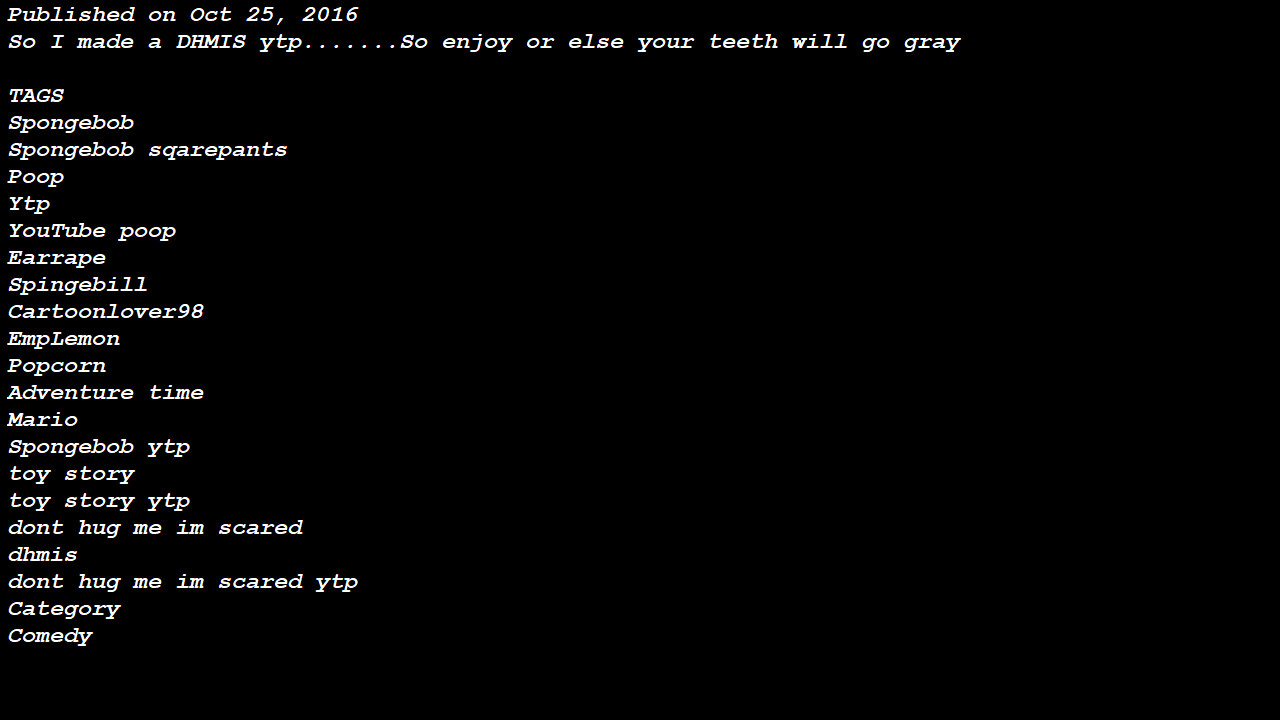 Published on Oct 25, 2016
So I made a DHMIS ytp.......So enjoy or else your teeth will go gray
TAGS
Spongebob
Spongebob sqarepants
Poop
Ytp
YouTube poop
Earrape
Spingebill
Cartoonlover98
EmpLemon
Popcorn
Adventure time
Mario
Spongebob ytp
toy story
toy story ytp
dont hug me im scared
dhmis
dont hug me im scared ytp
Category
Comedy